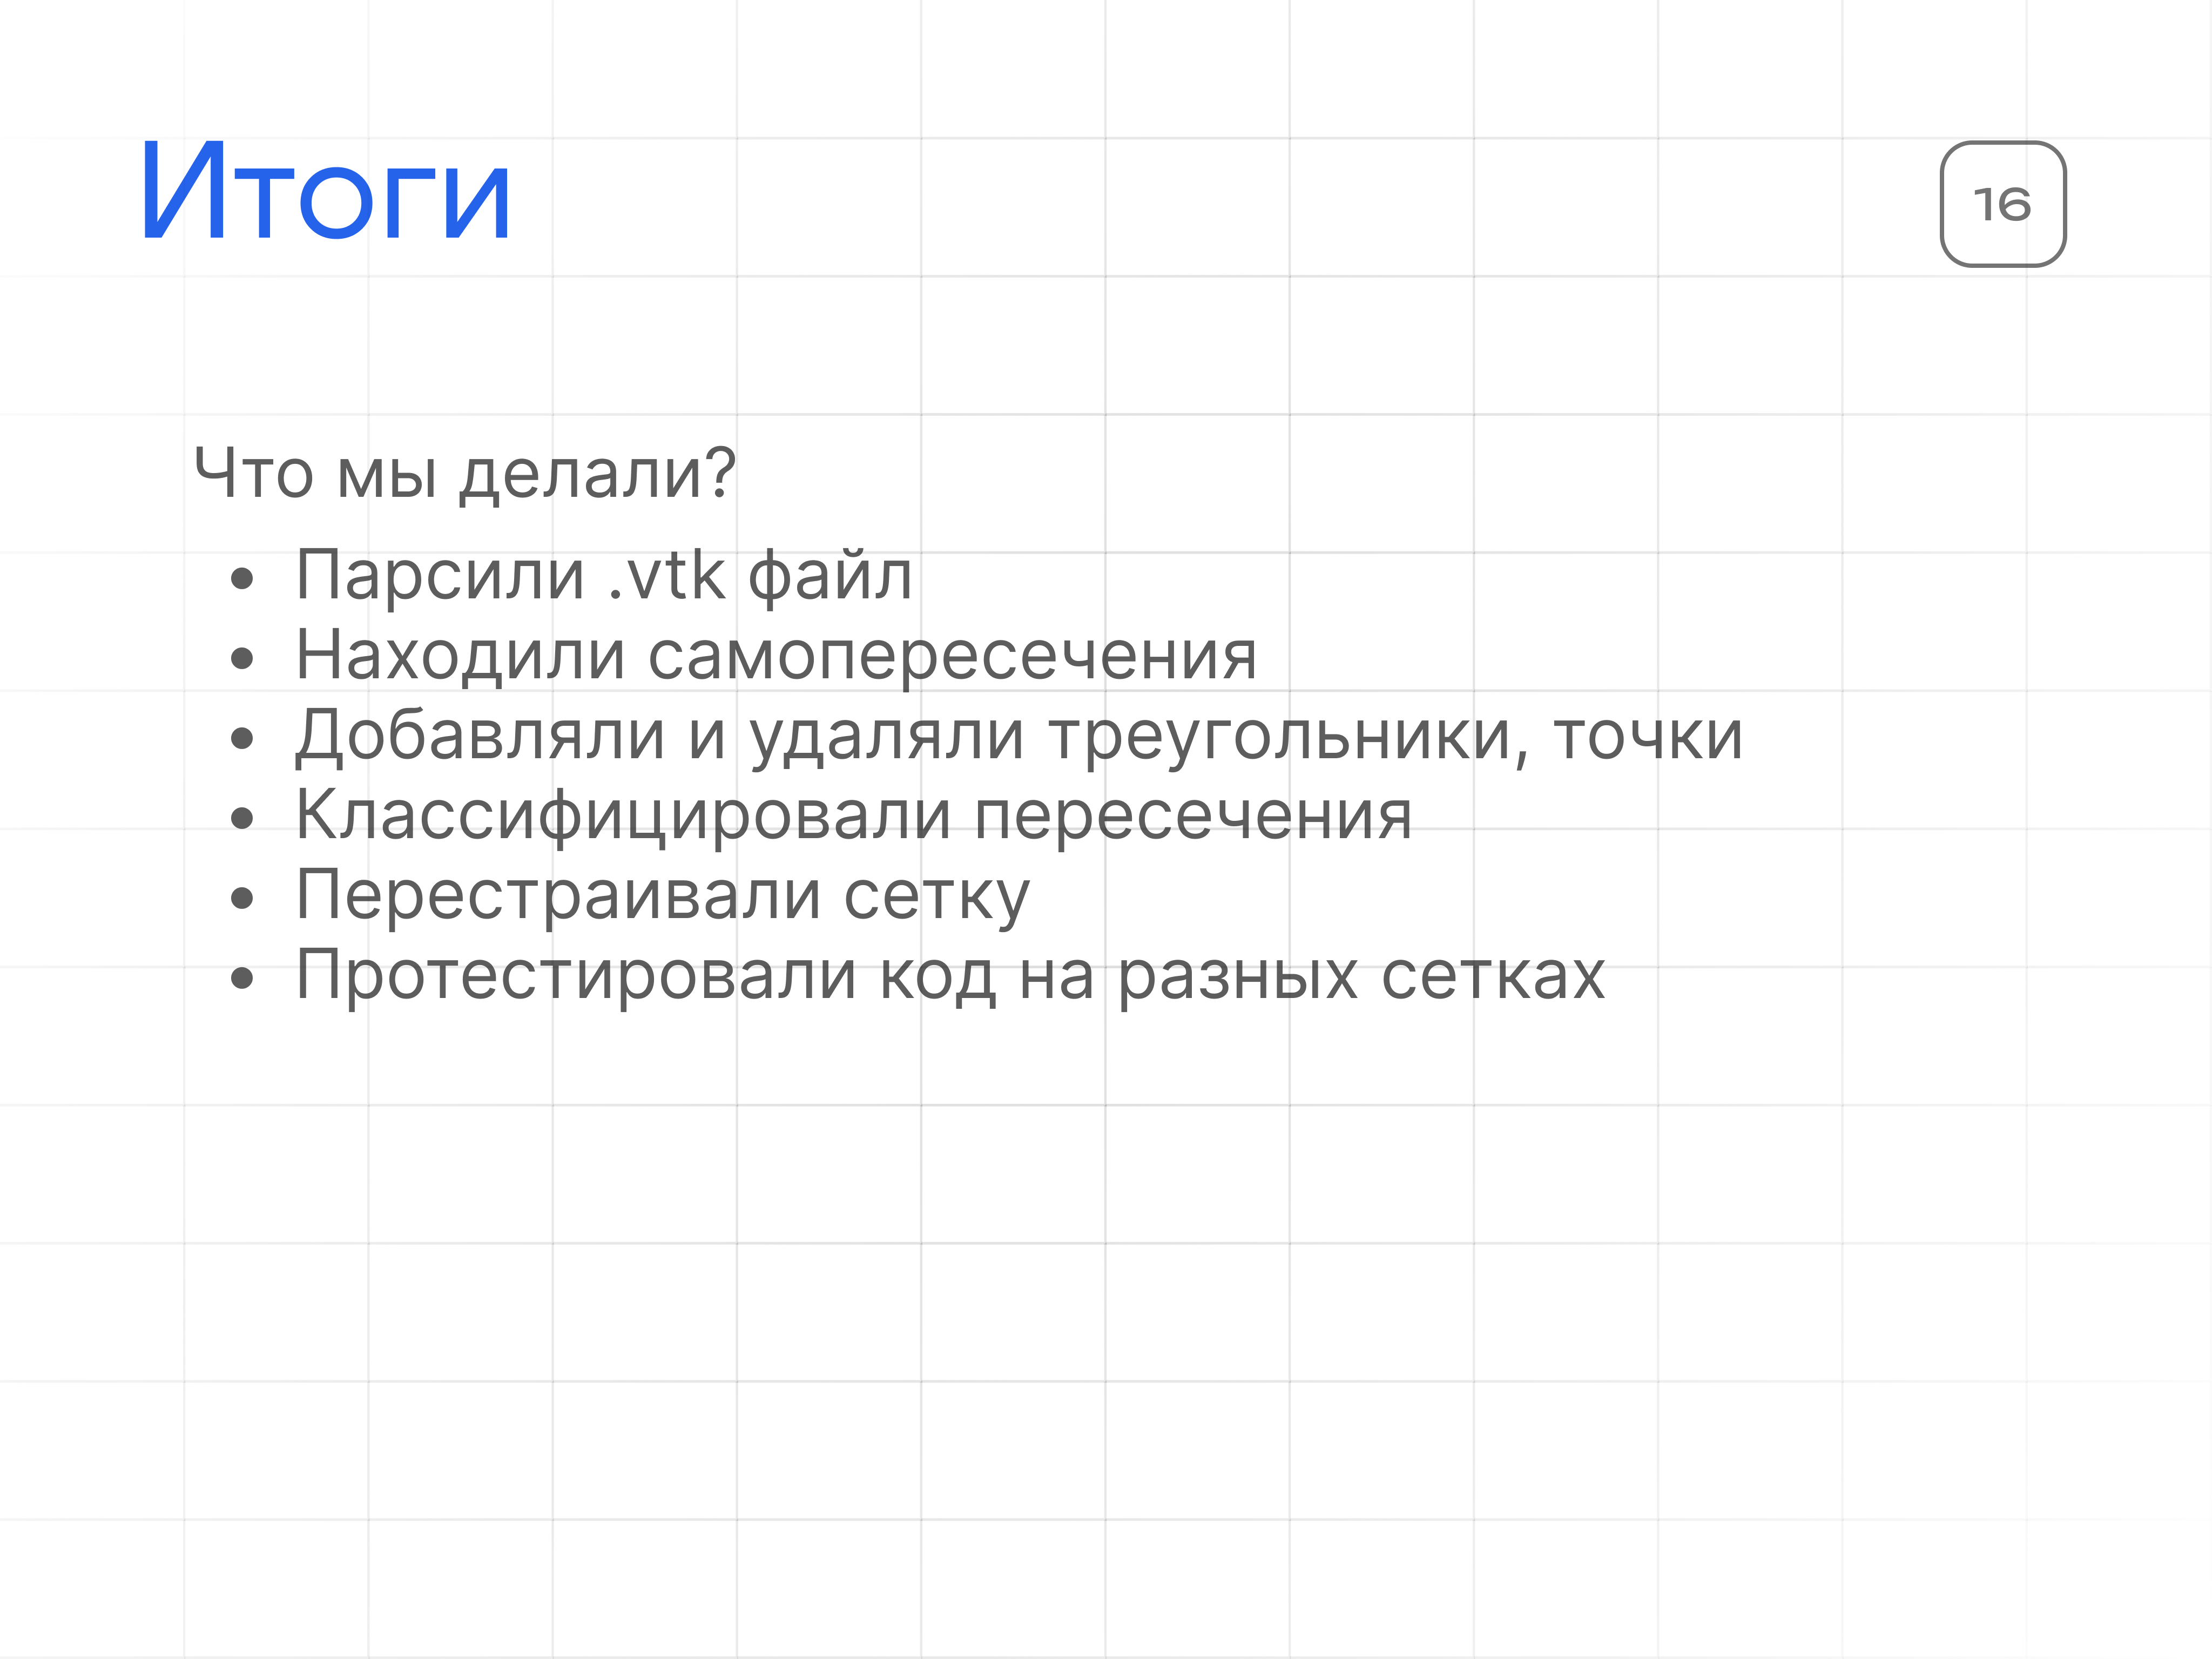 Итоги
16
Что мы делали?
• Парсили .vtk файл
• Находили самопересечения
• Добавляли и удаляли треугольники, точки
• Классифицировали пересечения
• Перестраивали сетку
• Протестировали код на разных сетках